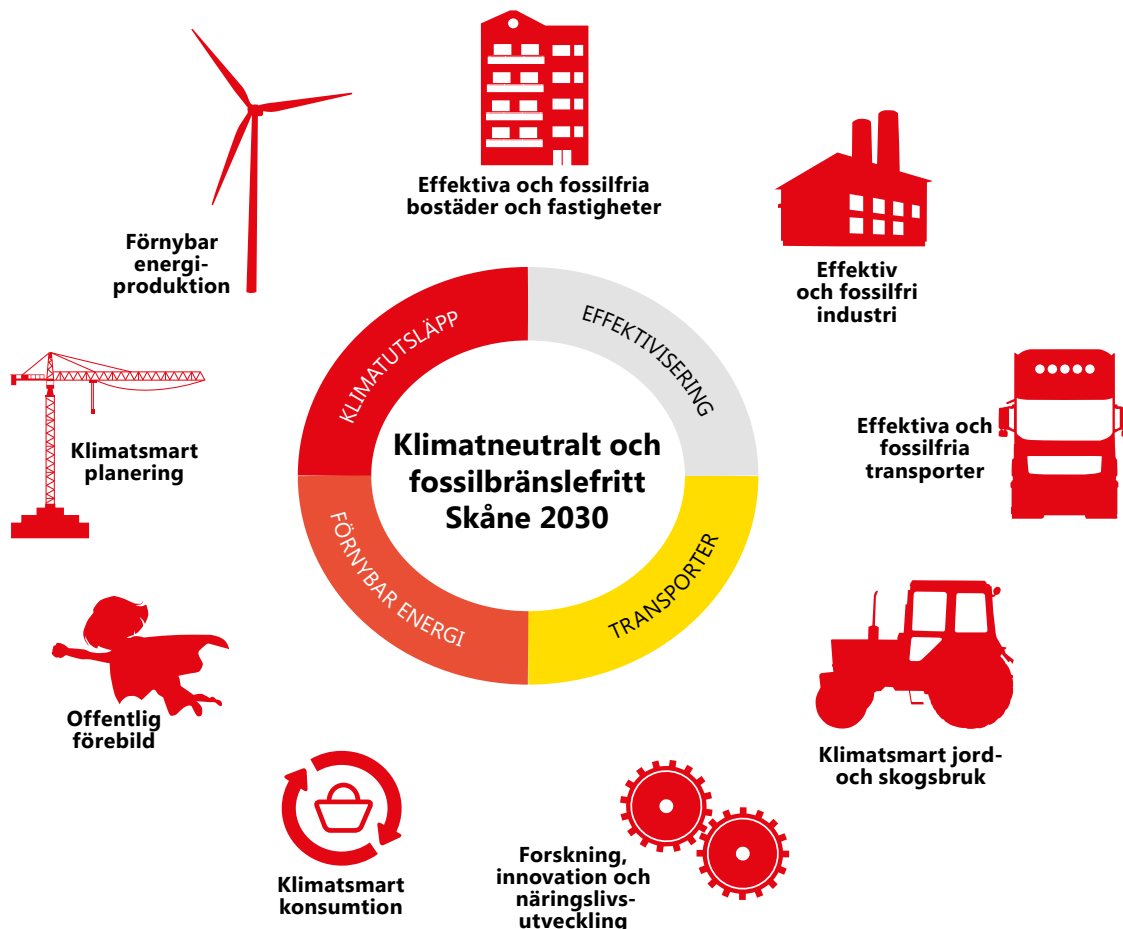 Effektiva och fossilfria
bostäder och fastigheter
Förnybar
energi-
produktion
Effektiv
och fossilfri
industri
KLIMATUTSLÄPP
EFFEKTIVISERING
Klimatsmart
planering
Klimatneutralt och
fossilbränslefritt
Skåne 2030
Effektiva och
fossilfria
transporter
FÖRNYBAR ENERGI
TRANSPORTER
Offentlig
förebild
Klimatsmart jord-
och skogsbruk
Klimatsmart
konsumtion
Forskning,
innovation och
näringslivs-
utveckling